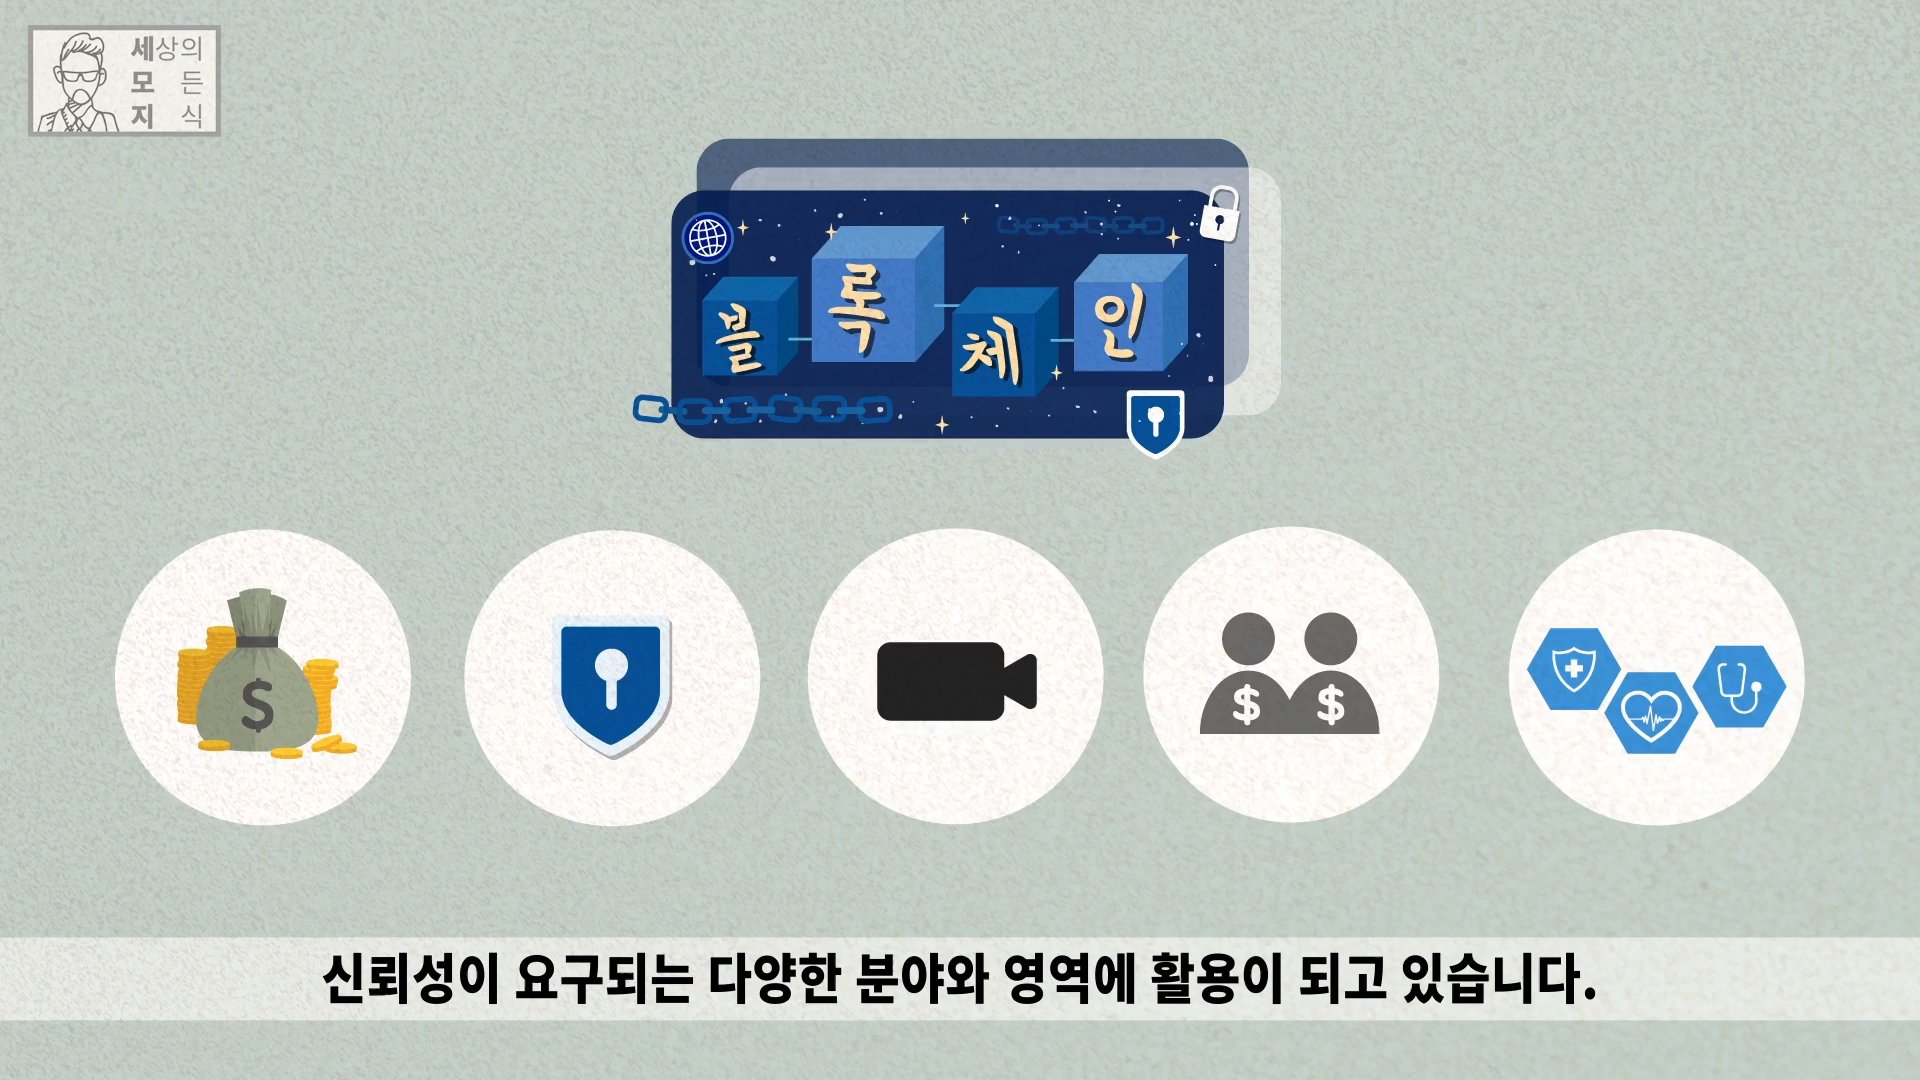 세상의
모든
지식
블록체인
$
$ $
신뢰성이 요구되는 다양한 분야와 영역에 활용이 되고 있습니다.